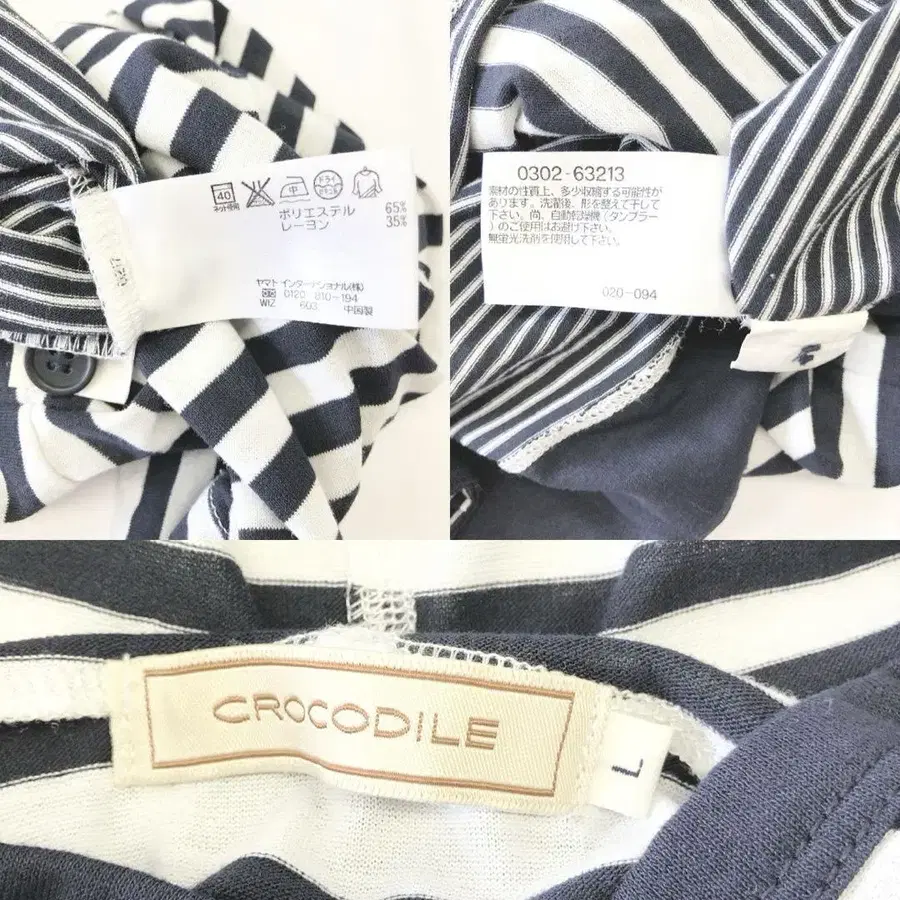 40
ネット使用
中
ドライ
ポリエステル 65%
レーヨン 35%
ヤマト インターナショナル(株)
0120 810-194
WIZ 603 中国製
0302-63213
素材の性質上、多少収縮する可能性が
あります。洗濯後、形を整えて干して
下さい。尚、自動乾燥機(タンブラー
)のご使用はお避け下さい。
無蛍光洗剤を使用して下さい。
020-094
CROCODILE
L